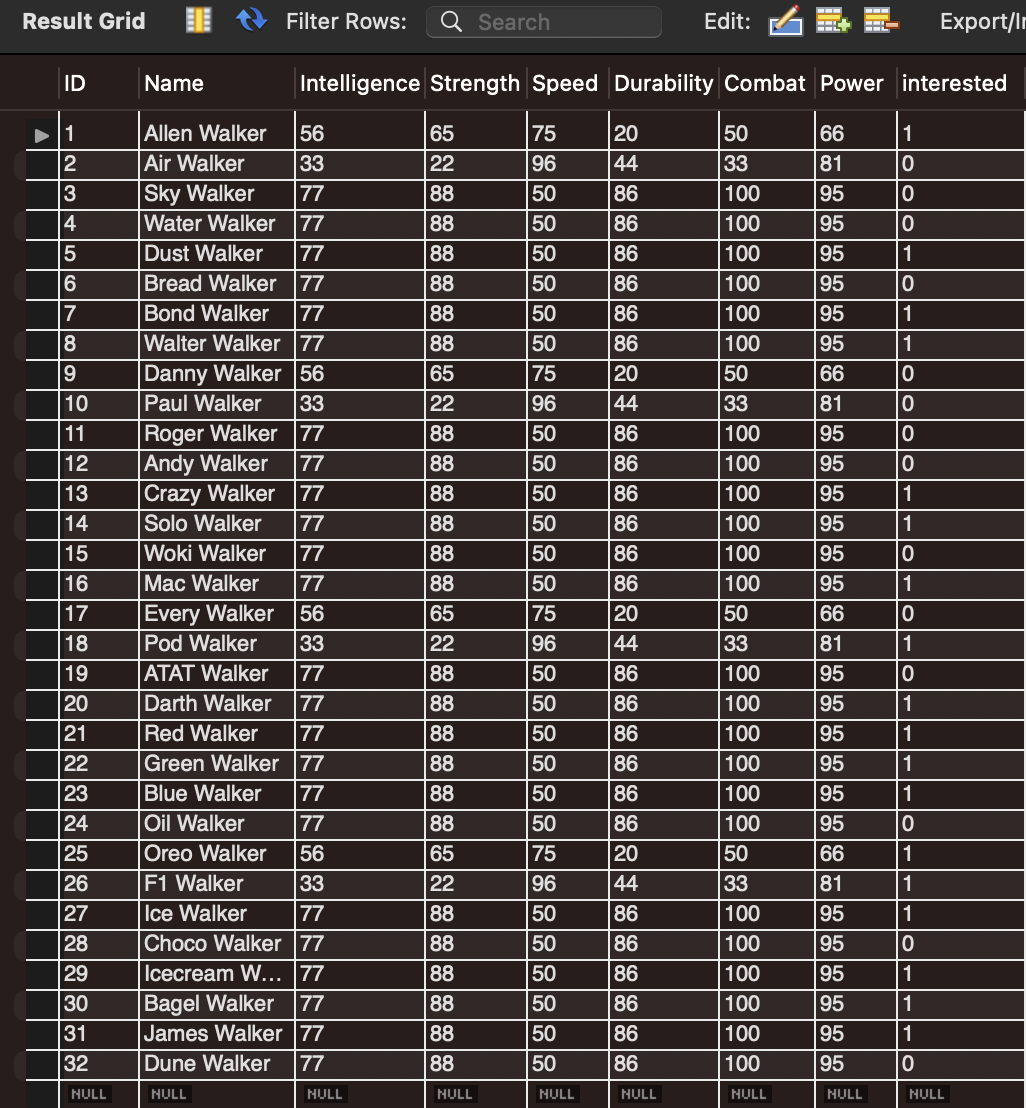 Result Grid Filter Rows: Search Edit: Export/I
ID Name Intelligence Strength Speed Durability Combat Power interested
1 Allen Walker 56 65 75 20 50 66 1
2 Air Walker 33 22 96 44 33 81 0
3 Sky Walker 77 88 50 86 100 95 0
4 Water Walker 77 88 50 86 100 95 0
5 Dust Walker 77 88 50 86 100 95 1
6 Bread Walker 77 88 50 86 100 95 0
7 Bond Walker 77 88 50 86 100 95 1
8 Walter Walker 77 88 50 86 100 95 1
9 Danny Walker 56 65 75 20 50 66 0
10 Paul Walker 33 22 96 44 33 81 0
11 Roger Walker 77 88 50 86 100 95 0
12 Andy Walker 77 88 50 86 100 95 0
13 Crazy Walker 77 88 50 86 100 95 1
14 Solo Walker 77 88 50 86 100 95 1
15 Woki Walker 77 88 50 86 100 95 0
16 Mac Walker 77 88 50 86 100 95 1
17 Every Walker 56 65 75 20 50 66 0
18 Pod Walker 33 22 96 44 33 81 1
19 ATAT Walker 77 88 50 86 100 95 0
20 Darth Walker 77 88 50 86 100 95 1
21 Red Walker 77 88 50 86 100 95 1
22 Green Walker 77 88 50 86 100 95 1
23 Blue Walker 77 88 50 86 100 95 1
24 Oil Walker 77 88 50 86 100 95 0
25 Oreo Walker 56 65 75 20 50 66 1
26 F1 Walker 33 22 96 44 33 81 1
27 Ice Walker 77 88 50 86 100 95 1
28 Choco Walker 77 88 50 86 100 95 0
29 Icecream W... 77 88 50 86 100 95 1
30 Bagel Walker 77 88 50 86 100 95 1
31 James Walker 77 88 50 86 100 95 1
32 Dune Walker 77 88 50 86 100 95 0
NULL NULL NULL NULL NULL NULL NULL NULL NULL